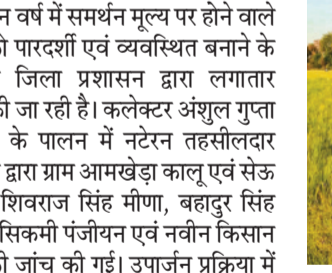 न वर्ष में समर्थन मूल्य पर होने वाले
पारदर्शी एवं व्यवस्थित बनाने के
जिला प्रशासन द्वारा लगातार
की जा रही है। कलेक्टर अंशुल गुप्ता
के पालन में नटेरन तहसीलदार
द्वारा ग्राम आमखेड़ा कालू एवं सेऊ
शिवराज सिंह मीणा, बहादुर सिंह
सिकमी पंजीयन एवं नवीन किसान
जांच की गई। उपार्जन प्रक्रिया में